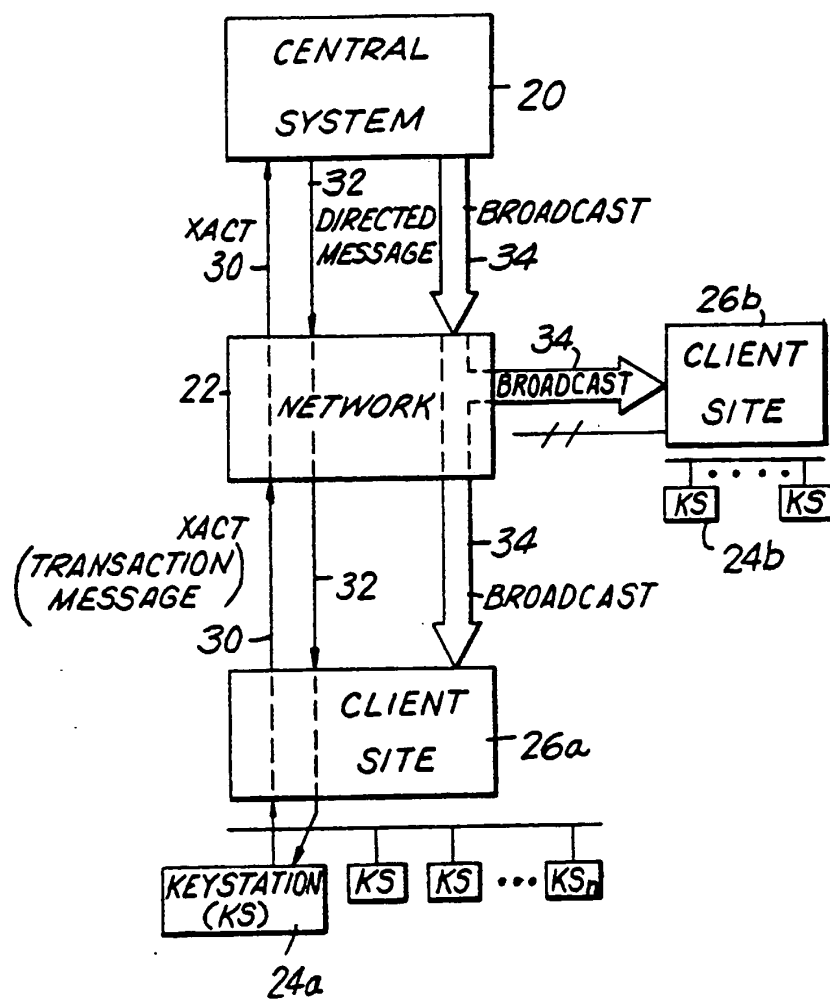 CENTRAL
SYSTEM
20
32
XACT
30
DIRECTED
MESSAGE
BROADCAST
34
26b
CLIENT
SITE
34
BROADCAST
22
NETWORK
KS
KS
24b
XACT
(TRANSACTION
MESSAGE)
30
32
34
BROADCAST
CLIENT
SITE
26a
KEYSTATION
(KS)
KS
KS
KSn
24a